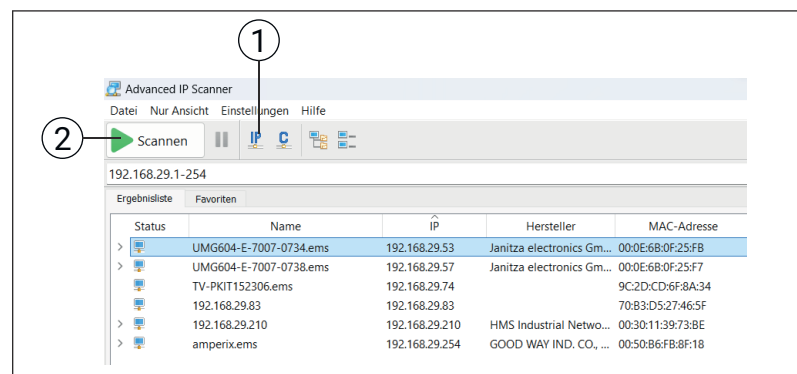 1
Advanced IP Scanner
Datei Nur Ansicht Einstellungen Hilfe
2 Scannen IP C
192.168.29.1-254
Ergebnisliste Favoriten
Status Name IP Hersteller MAC-Adresse
UMG604-E-7007-0734.ems 192.168.29.53 Janitza electronics Gm... 00:0E:6B:0F:25:FB
UMG604-E-7007-0738.ems 192.168.29.57 Janitza electronics Gm... 00:0E:6B:0F:25:F7
TV-PKIT152306.ems 192.168.29.74 9C:2D:CD:6F:8A:34
192.168.29.83 192.168.29.83 70:B3:D5:27:46:5F
192.168.29.210 192.168.29.210 HMS Industrial Netwo... 00:30:11:39:73:BE
amperix.ems 192.168.29.254 GOOD WAY IND. CO., ... 00:50:B6:FB:8F:18